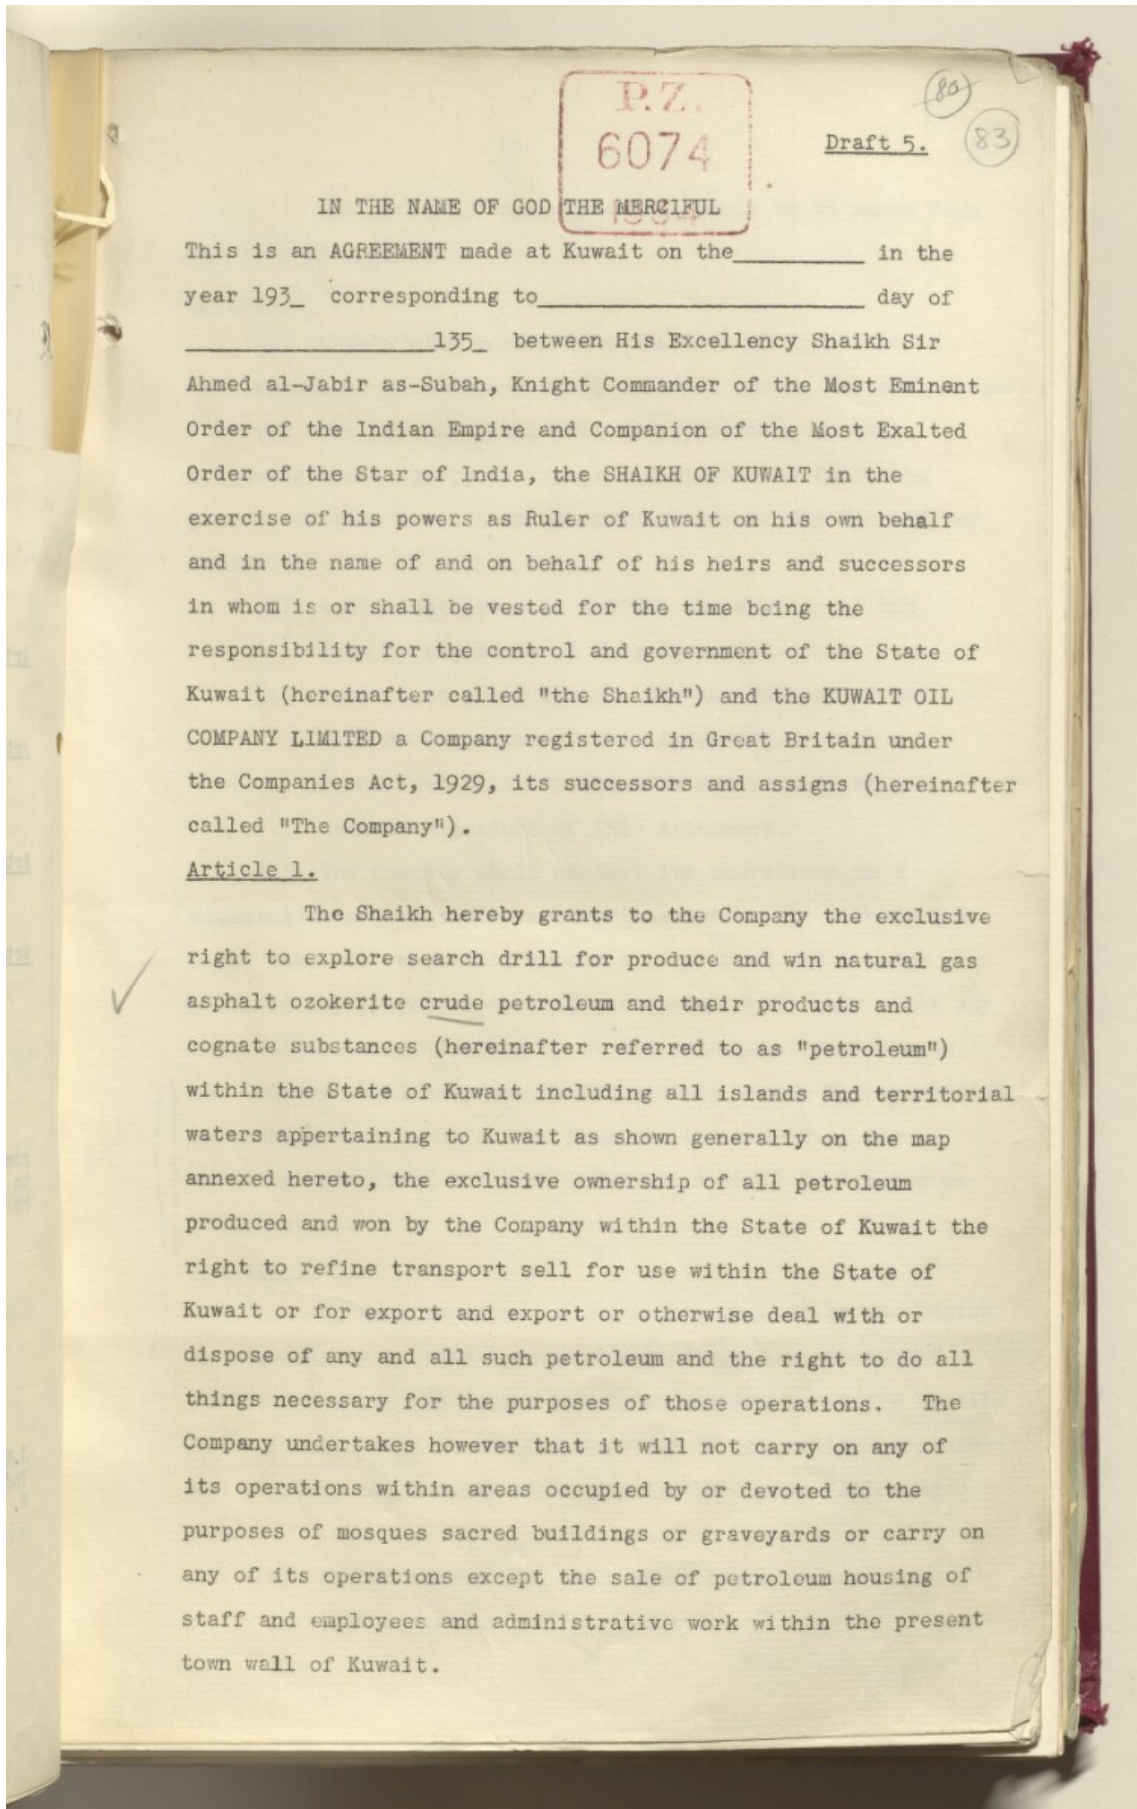 80
P.Z.
6074
1934
Draft 5.
83
IN THE NAME OF GOD THE MERCIFUL
This is an AGREEMENT made at Kuwait on the__________ in the
year 193_ corresponding to_________________________ day of
___________________135_ between His Excellency Shaikh Sir
Ahmed al-Jabir as-Subah, Knight Commander of the Most Eminent
Order of the Indian Empire and Companion of the Most Exalted
Order of the Star of India, the SHAIKH OF KUWAIT in the
exercise of his powers as Ruler of Kuwait on his own behalf
and in the name of and on behalf of his heirs and successors
in whom is or shall be vested for the time being the
responsibility for the control and government of the State of
Kuwait (hereinafter called "the Shaikh") and the KUWAIT OIL
COMPANY LIMITED a Company registered in Great Britain under
the Companies Act, 1929, its successors and assigns (hereinafter
called "The Company").
Article 1.
The Shaikh hereby grants to the Company the exclusive
right to explore search drill for produce and win natural gas
asphalt ozokerite crude petroleum and their products and
cognate substances (hereinafter referred to as "petroleum")
within the State of Kuwait including all islands and territorial
waters appertaining to Kuwait as shown generally on the map
annexed hereto, the exclusive ownership of all petroleum
produced and won by the Company within the State of Kuwait the
right to refine transport sell for use within the State of
Kuwait or for export and export or otherwise deal with or
dispose of any and all such petroleum and the right to do all
things necessary for the purposes of those operations. The
Company undertakes however that it will not carry on any of
its operations within areas occupied by or devoted to the
purposes of mosques sacred buildings or graveyards or carry on
any of its operations except the sale of petroleum housing of
staff and employees and administrative work within the present
town wall of Kuwait.